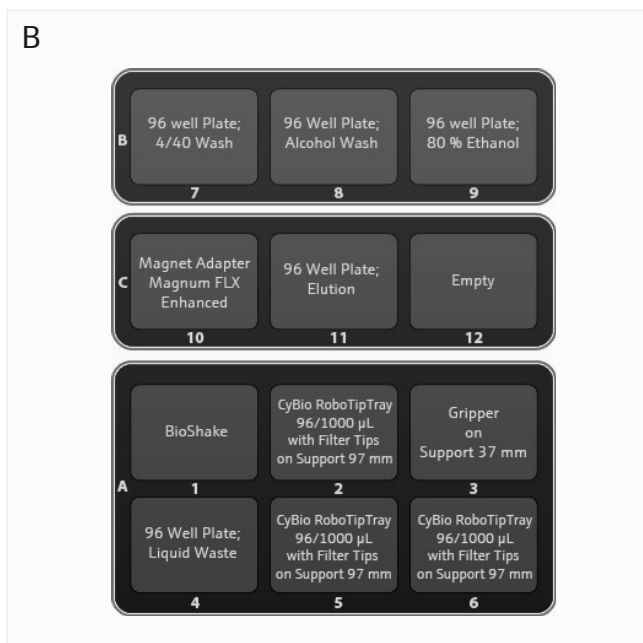 B
B
96 well Plate;
4/40 Wash
7
96 Well Plate;
Alcohol Wash
8
96 well Plate;
80 % Ethanol
9
C
Magnet Adapter
Magnum FLX
Enhanced
10
96 Well Plate;
Elution
11
Empty
12
A
BioShake
1
CyBio RoboTipTray
96/1000 µL
with Filter Tips
on Support 97 mm
2
Gripper
on
Support 37 mm
3
96 Well Plate;
Liquid Waste
4
CyBio RoboTipTray
96/1000 µL
with Filter Tips
on Support 97 mm
5
CyBio RoboTipTray
96/1000 µL
with Filter Tips
on Support 97 mm
6